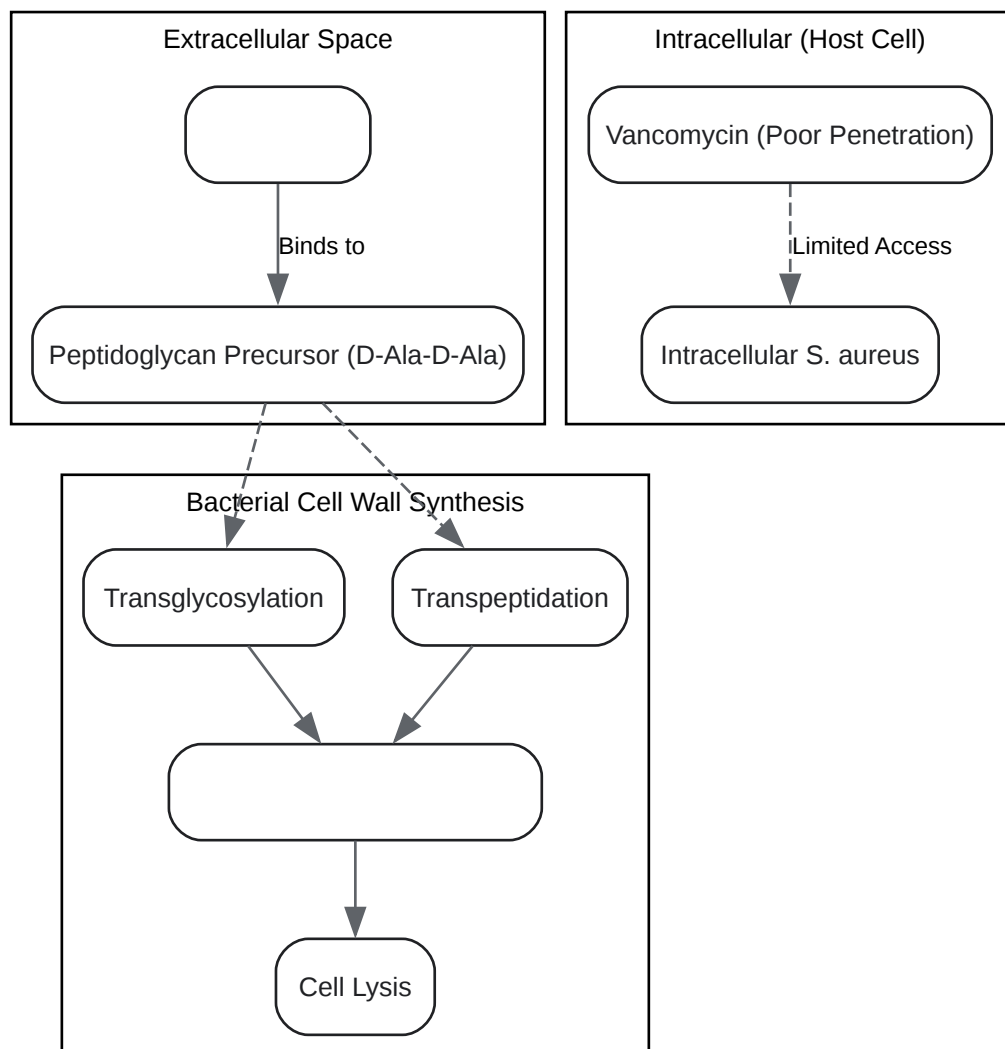 Extracellular Space
Binds to
Peptidoglycan Precursor (D-Ala-D-Ala)
Intracellular (Host Cell)
Vancomycin (Poor Penetration)
Limited Access
Intracellular S. aureus
Bacterial Cell Wall Synthesis
Transglycosylation
Transpeptidation
Cell Lysis